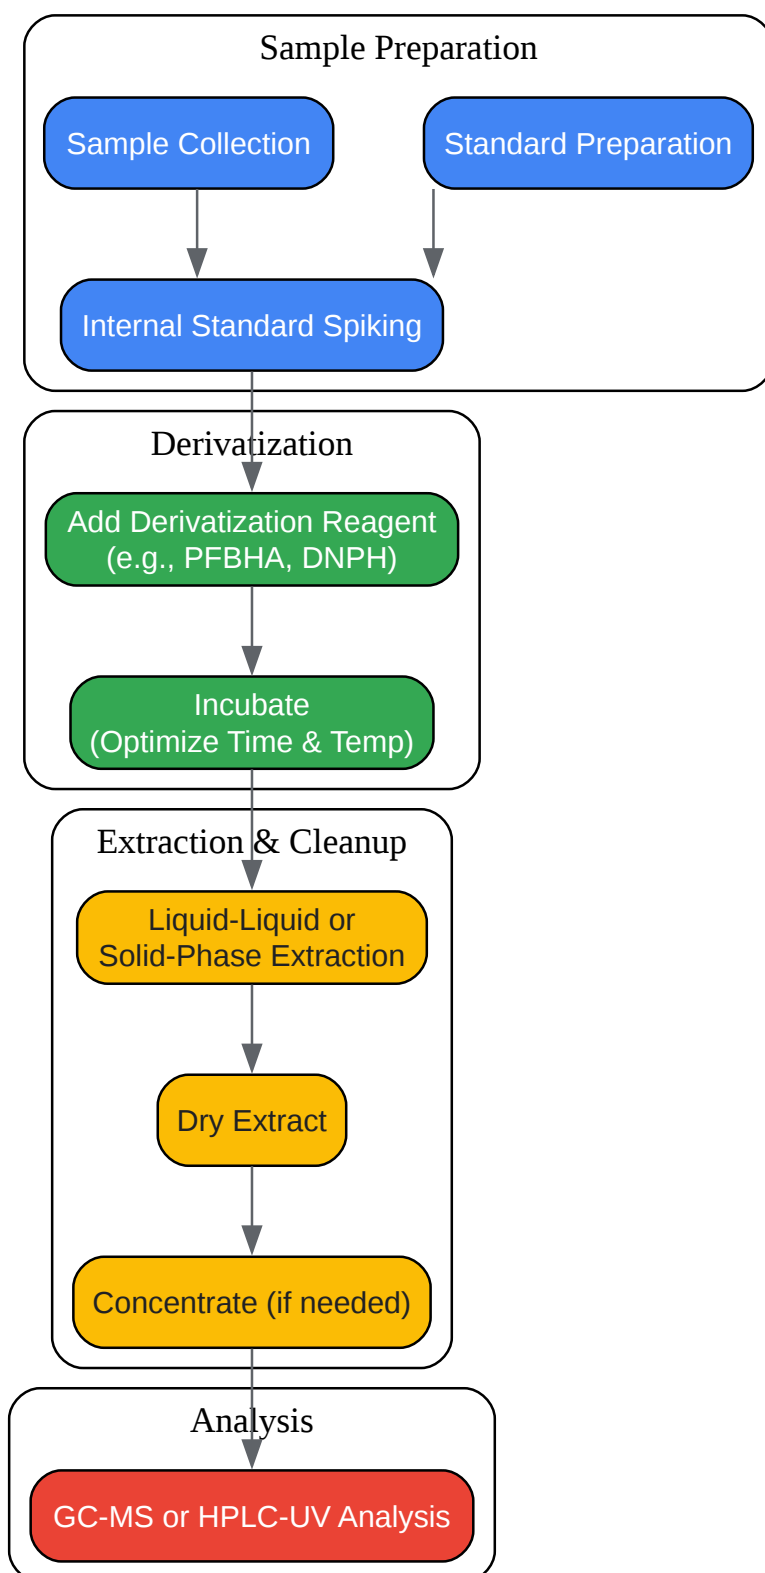 Sample Preparation
Sample Collection
Standard Preparation
Internal Standard Spiking
Derivatization
Add Derivatization Reagent
(e.g., PFBHA, DNPH)
Incubate
(Optimize Time & Temp)
Extraction & Cleanup
Liquid-Liquid or
Solid-Phase Extraction
Dry Extract
Concentrate (if needed)
Analysis
GC-MS or HPLC-UV Analysis